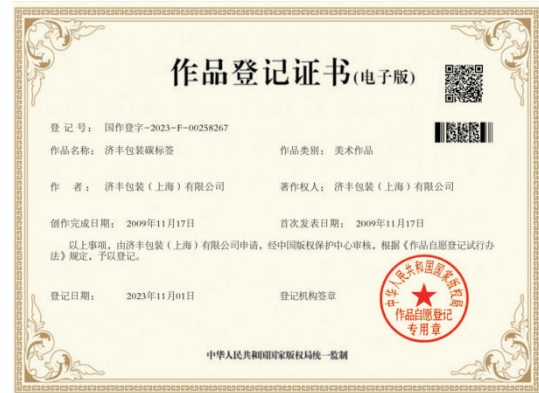 作品登记证书(电子版)
登 记 号： 国作登字-2023-F-00258267
作品名称： 济丰包装碳标签 作品类别： 美术作品
作 者： 济丰包装（上海）有限公司 著作权人： 济丰包装（上海）有限公司
创作完成日期： 2009年11月17日 首次发表日期： 2009年11月17日
以上事项，由济丰包装（上海）有限公司申请，经中国版权保护中心审核，根据《作品自愿登记试行办
法》规定，予以登记。
登记日期： 2023年11月01日 登记机构签章
中华人民共和国国家版权局
作品自愿登记
专用章
中华人民共和国国家版权局统一监制